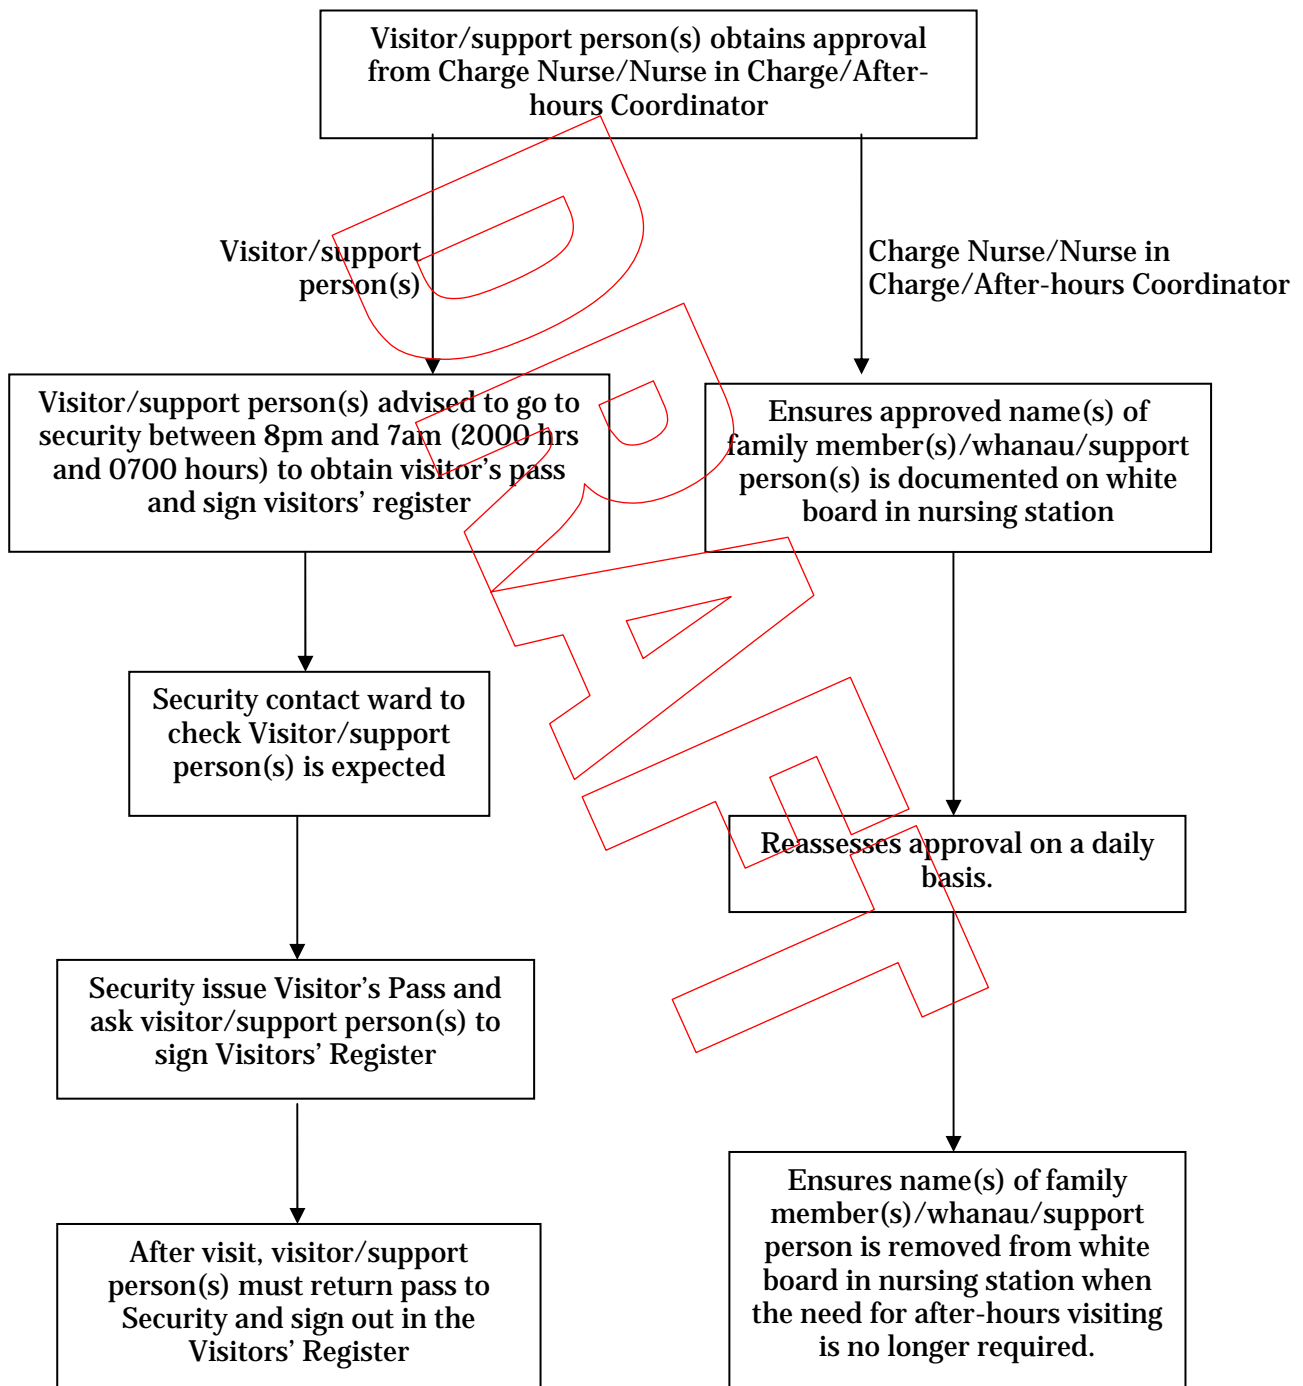 Visitor/support person(s) obtains approval
from Charge Nurse/Nurse in Charge/After-
hours Coordinator
Visitor/support
person(s)
Charge Nurse/Nurse in
Charge/After-hours Coordinator
Visitor/support person(s) advised to go to
security between 8pm and 7am (2000 hrs
and 0700 hours) to obtain visitor’s pass
and sign visitors’ register
Ensures approved name(s) of
family member(s)/whanau/support
person(s) is documented on white
board in nursing station
Security contact ward to
check Visitor/support
person(s) is expected
Reassesses approval on a daily
basis.
Security issue Visitor’s Pass and
ask visitor/support person(s) to
sign Visitors’ Register
Ensures name(s) of family
member(s)/whanau/support
person is removed from white
board in nursing station when
the need for after-hours visiting
is no longer required.
After visit, visitor/support
person(s) must return pass to
Security and sign out in the
Visitors’ Register
DRAFT